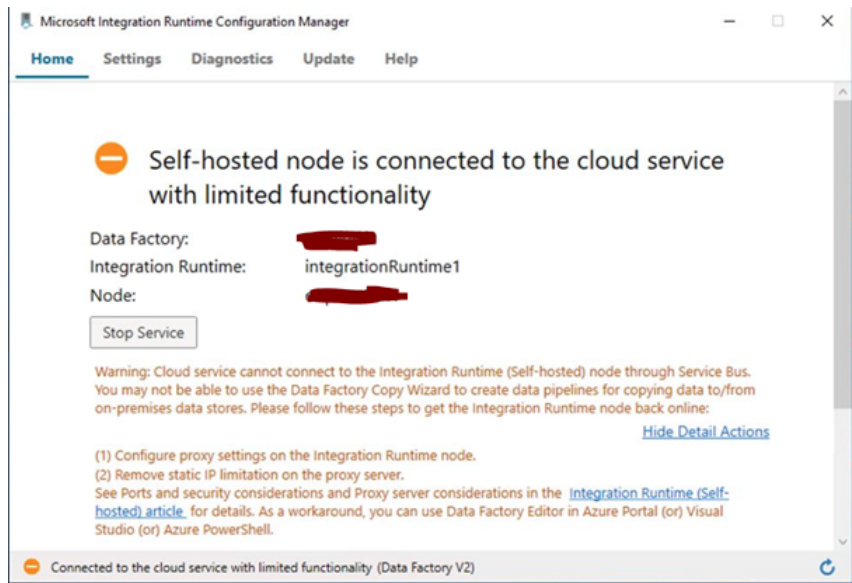 Microsoft Integration Runtime Configuration Manager
Home Settings Diagnostics Update Help
Self-hosted node is connected to the cloud service
with limited functionality
Data Factory:
Integration Runtime: integrationRuntime1
Node:
Stop Service
Warning: Cloud service cannot connect to the Integration Runtime (Self-hosted) node through Service Bus.
You may not be able to use the Data Factory Copy Wizard to create data pipelines for copying data to/from
on-premises data stores. Please follow these steps to get the Integration Runtime node back online:
Hide Detail Actions
(1) Configure proxy settings on the Integration Runtime node.
(2) Remove static IP limitation on the proxy server.
See Ports and security considerations and Proxy server considerations in the Integration Runtime (Self-
hosted) article for details. As a workaround, you can use Data Factory Editor in Azure Portal (or) Visual
Studio (or) Azure PowerShell.
Connected to the cloud service with limited functionality (Data Factory V2)